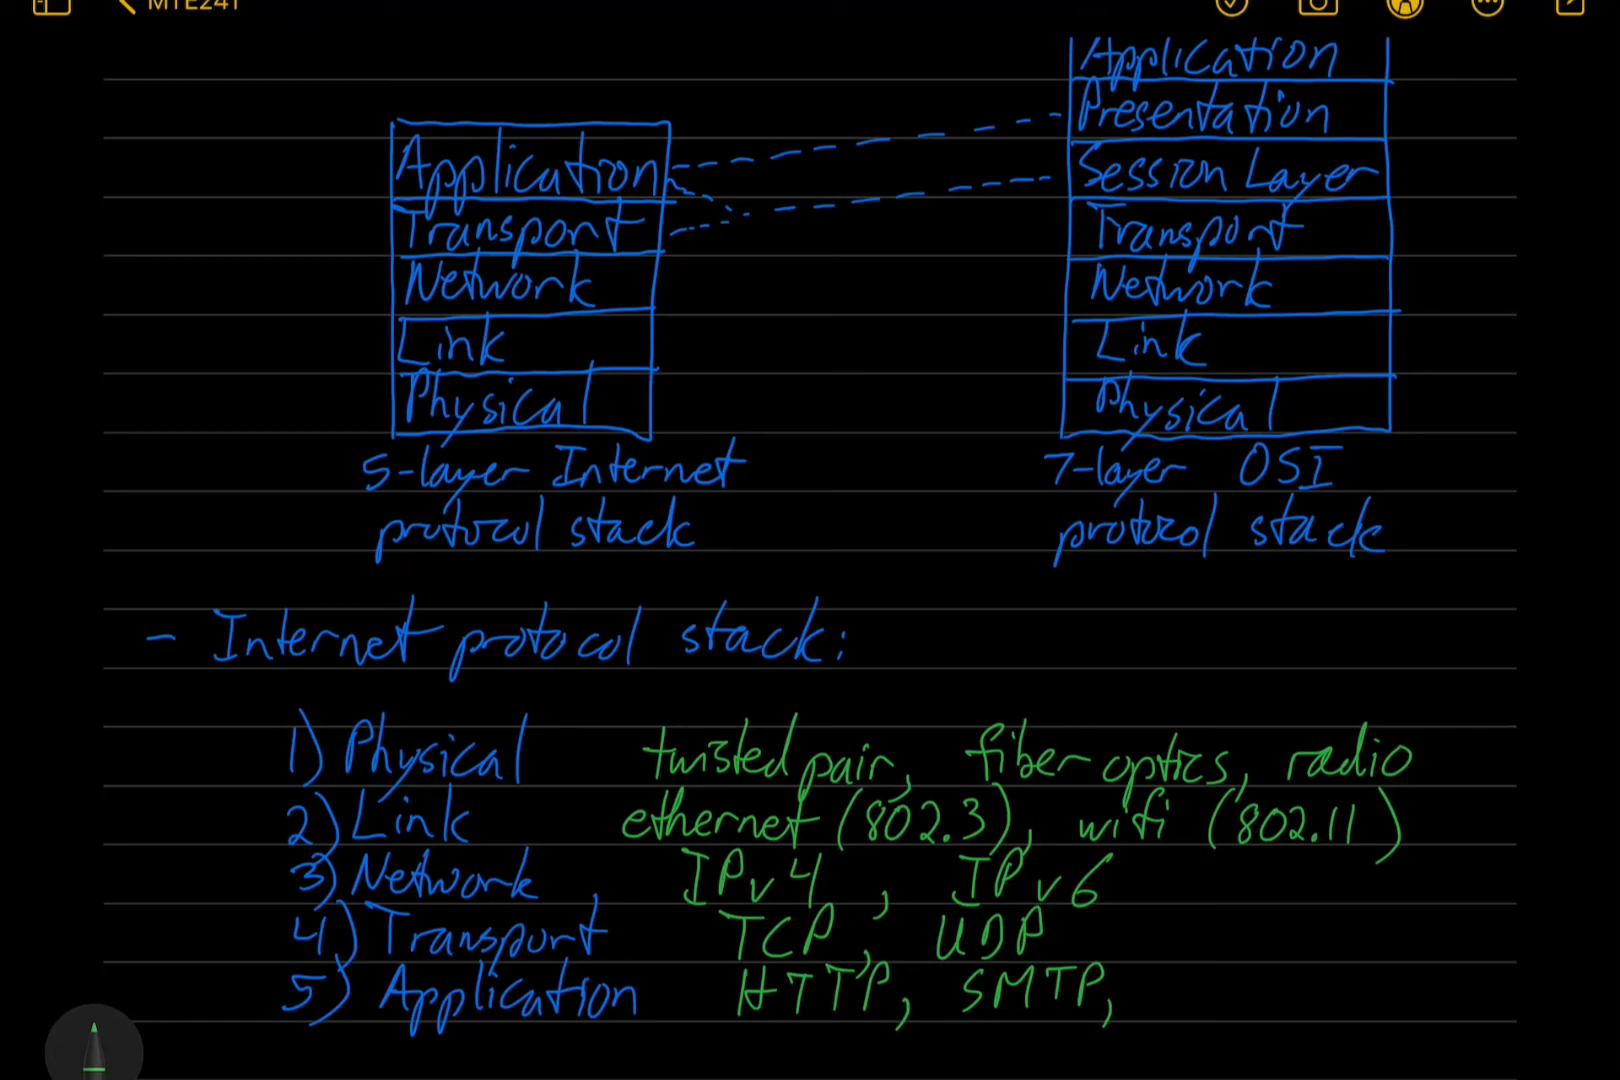 MTE241
Application
Presentation
Session Layer
Transport
Network
Link
Physical
7-layer OSI
protocol stack
Application
Transport
Network
Link
Physical
5-layer Internet
protocol stack
- Internet protocol stack:
1) Physical twisted pair, fiber optics, radio
2) Link ethernet (802.3), wifi (802.11)
3) Network IPv4, IPv6
4) Transport TCP, UDP
5) Application HTTP, SMTP,